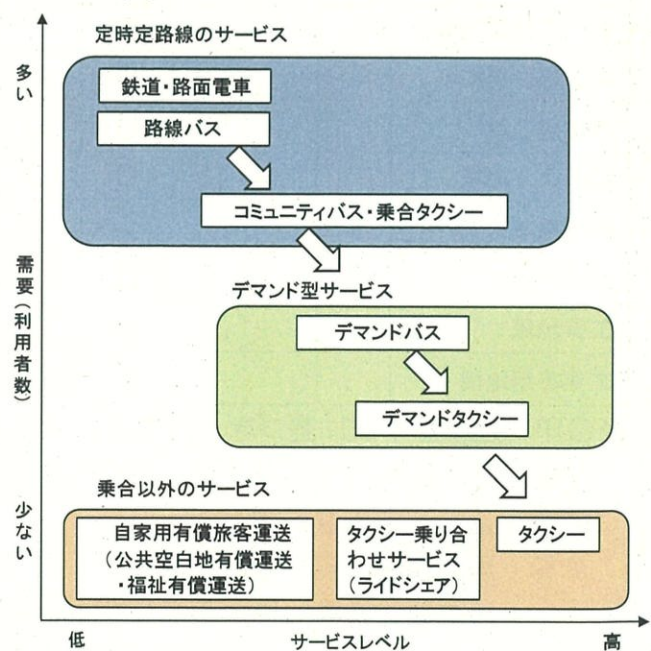 定時定路線のサービス
多い
鉄道・路面電車
路線バス
コミュニティバス・乗合タクシー
需要(利用者数)
デマンド型サービス
デマンドバス
デマンドタクシー
乗合以外のサービス
少ない
自家用有償旅客運送
(公共空白地有償運送
・福祉有償運送)
タクシー乗り合
わせサービス
(ライドシェア)
タクシー
低
サービスレベル
高